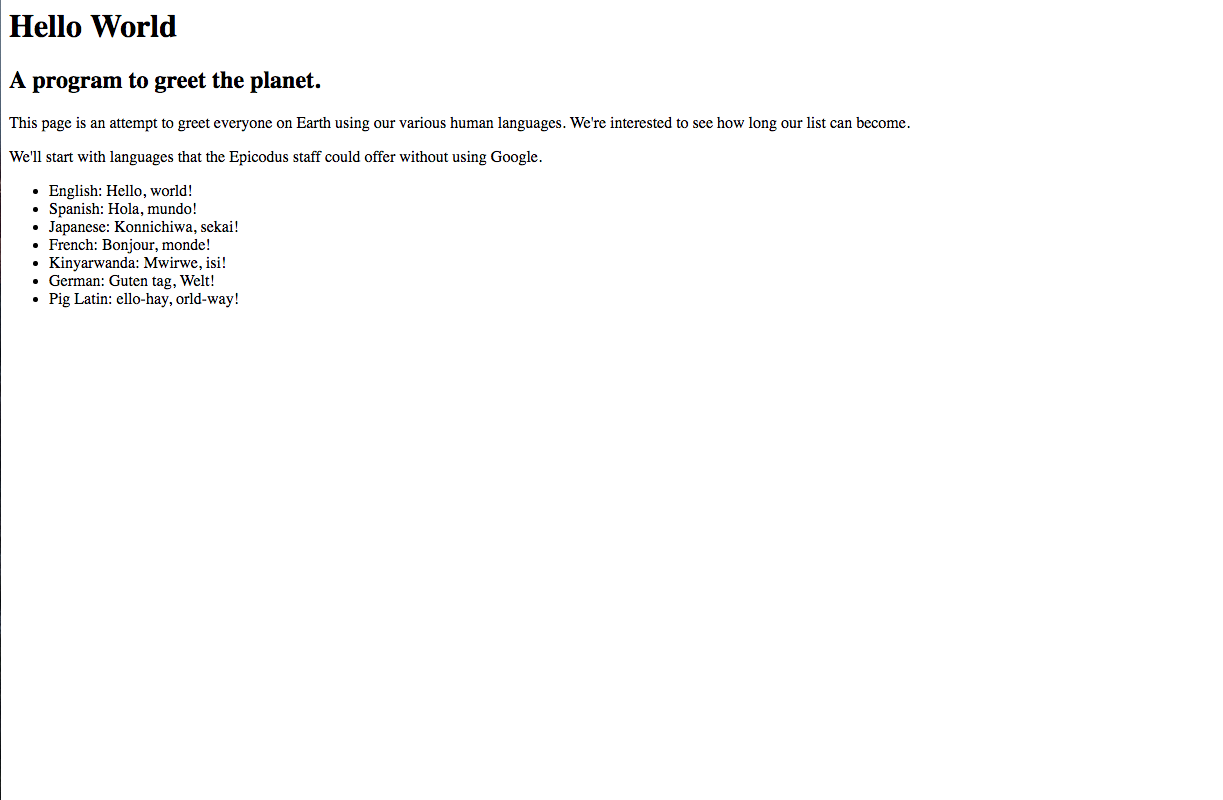 Hello World
A program to greet the planet.
This page is an attempt to greet everyone on Earth using our various human languages. We're interested to see how long our list can become.
We'll start with languages that the Epicodus staff could offer without using Google.
• English: Hello, world!
• Spanish: Hola, mundo!
• Japanese: Konnichiwa, sekai!
• French: Bonjour, monde!
• Kinyarwanda: Mwirwe, isi!
• German: Guten tag, Welt!
• Pig Latin: ello-hay, orld-way!